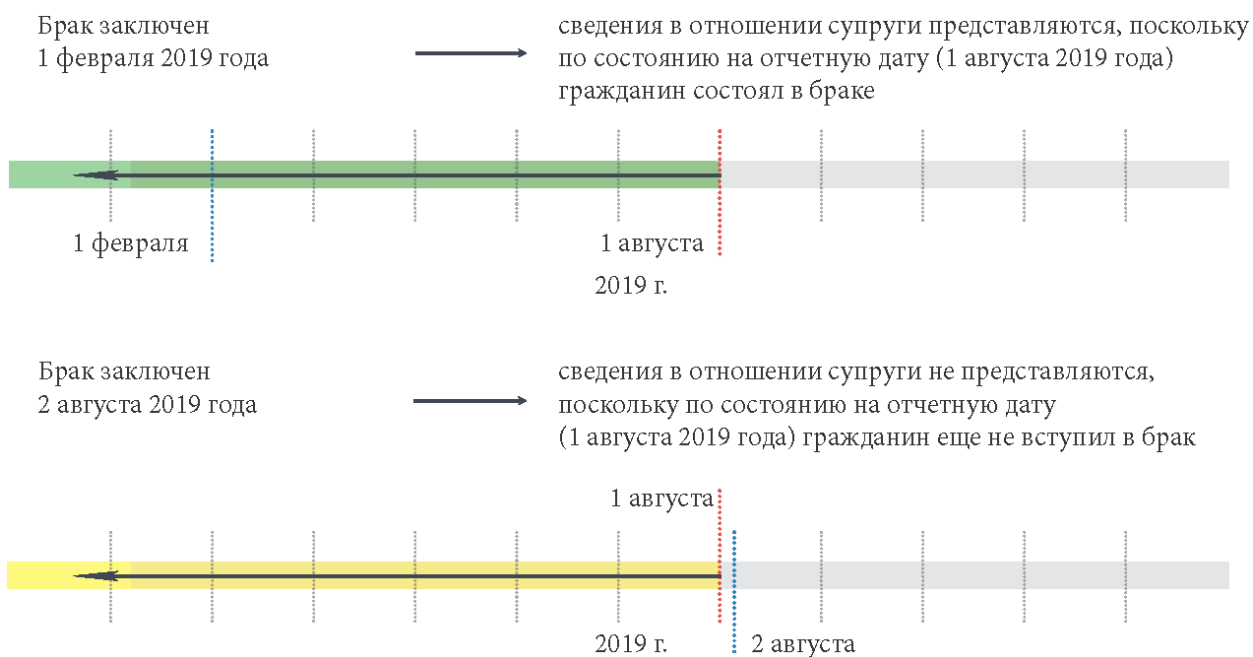 Брак заключен
1 февраля 2019 года
сведения в отношении супруги представляются, поскольку
по состоянию на отчетную дату (1 августа 2019 года)
гражданин состоял в браке
1 февраля
1 августа
2019 г.
Брак заключен
2 августа 2019 года
сведения в отношении супруги не представляются,
поскольку по состоянию на отчетную дату
(1 августа 2019 года) гражданин еще не вступил в брак
1 августа
2019 г.
2 августа